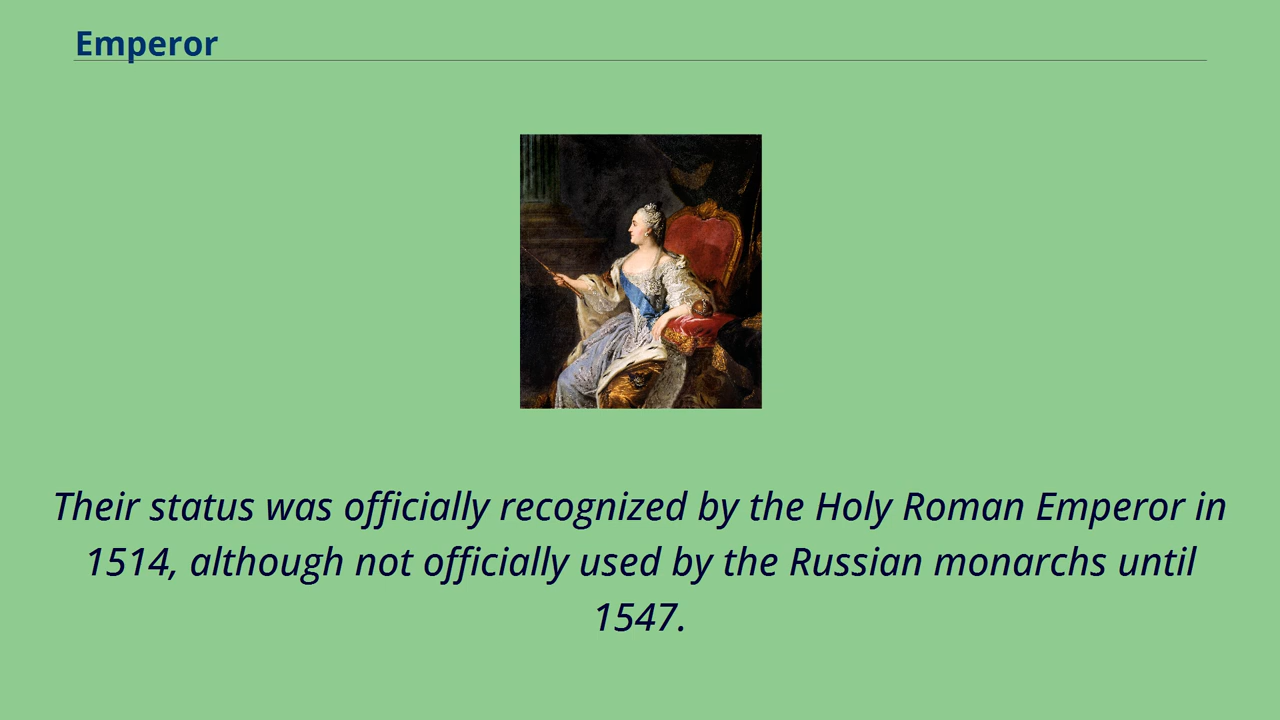 Emperor
Their status was officially recognized by the Holy Roman Emperor in
1514, although not officially used by the Russian monarchs until
1547.